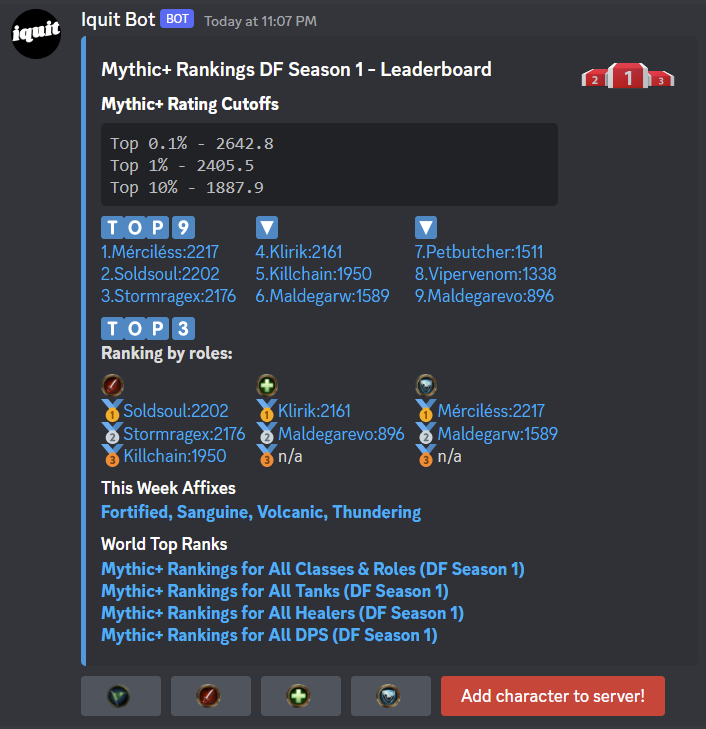 iquit
Iquit Bot BOT Today at 11:07 PM
Mythic+ Rankings DF Season 1 - Leaderboard
2 1 3
Mythic+ Rating Cutoffs
Top 0.1% - 2642.8
Top 1% - 2405.5
Top 10% - 1887.9
TOP 9
1.Mérciléss:2217
2.Soldsoul:2202
3.Stormragex:2176
4.Klirik:2161
5.Killchain:1950
6.Maldegarw:1589
7.Petbutcher:1511
8.Vipervenom:1338
9.Maldegarevo:896
TOP 3
Ranking by roles:
1 Soldsoul:2202
2 Stormragex:2176
3 Killchain:1950
1 Klirik:2161
2 Maldegarevo:896
3 n/a
1 Mérciléss:2217
2 Maldegarw:1589
3 n/a
This Week Affixes
Fortified, Sanguine, Volcanic, Thundering
World Top Ranks
Mythic+ Rankings for All Classes & Roles (DF Season 1)
Mythic+ Rankings for All Tanks (DF Season 1)
Mythic+ Rankings for All Healers (DF Season 1)
Mythic+ Rankings for All DPS (DF Season 1)
Add character to server!